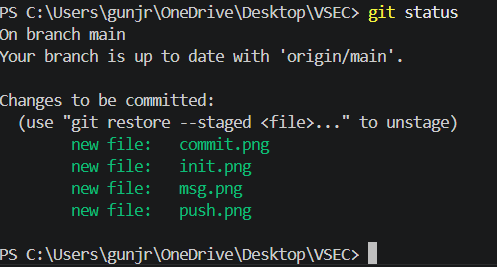 PS C:\Users\gunjr\OneDrive\Desktop\VSEC> git status
On branch main
Your branch is up to date with 'origin/main'.
Changes to be committed:
  (use "git restore --staged <file>..." to unstage)
        new file:   commit.png
        new file:   init.png
        new file:   msg.png
        new file:   push.png
PS C:\Users\gunjr\OneDrive\Desktop\VSEC>